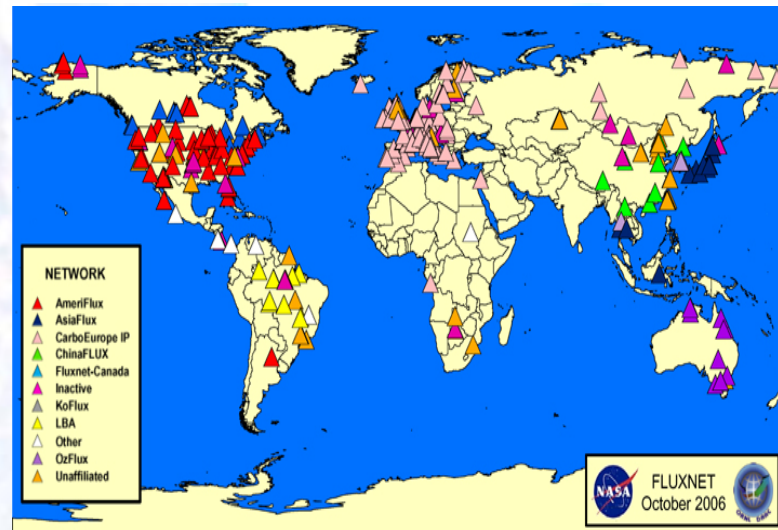 NETWORK
AmeriFlux
AsiaFlux
CarboEurope IP
ChinaFLUX
Fluxnet-Canada
Inactive
KoFlux
LBA
Other
OzFlux
Unaffiliated
NASA
FLUXNET
October 2006